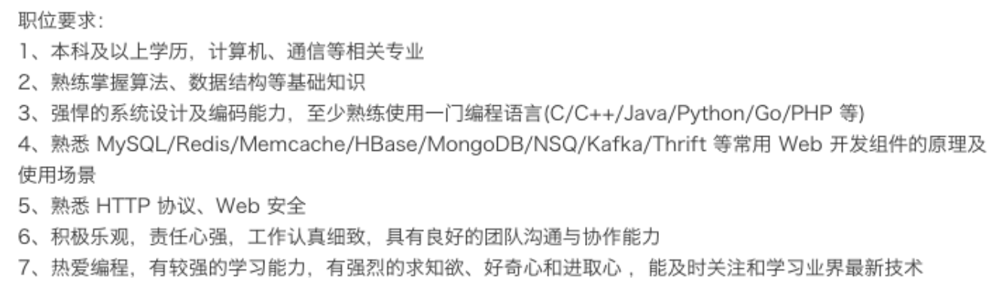 职位要求:
1、本科及以上学历，计算机、通信等相关专业
2、熟练掌握算法、数据结构等基础知识
3、强悍的系统设计及编码能力，至少熟练使用一门编程语言(C/C++/Java/Python/Go/PHP 等)
4、熟悉 MySQL/Redis/Memcache/HBase/MongoDB/NSQ/Kafka/Thrift 等常用 Web 开发组件的原理及
使用场景
5、熟悉 HTTP 协议、Web 安全
6、积极乐观，责任心强，工作认真细致，具有良好的团队沟通与协作能力
7、热爱编程，有较强的学习能力，有强烈的求知欲、好奇心和进取心 ，能及时关注和学习业界最新技术